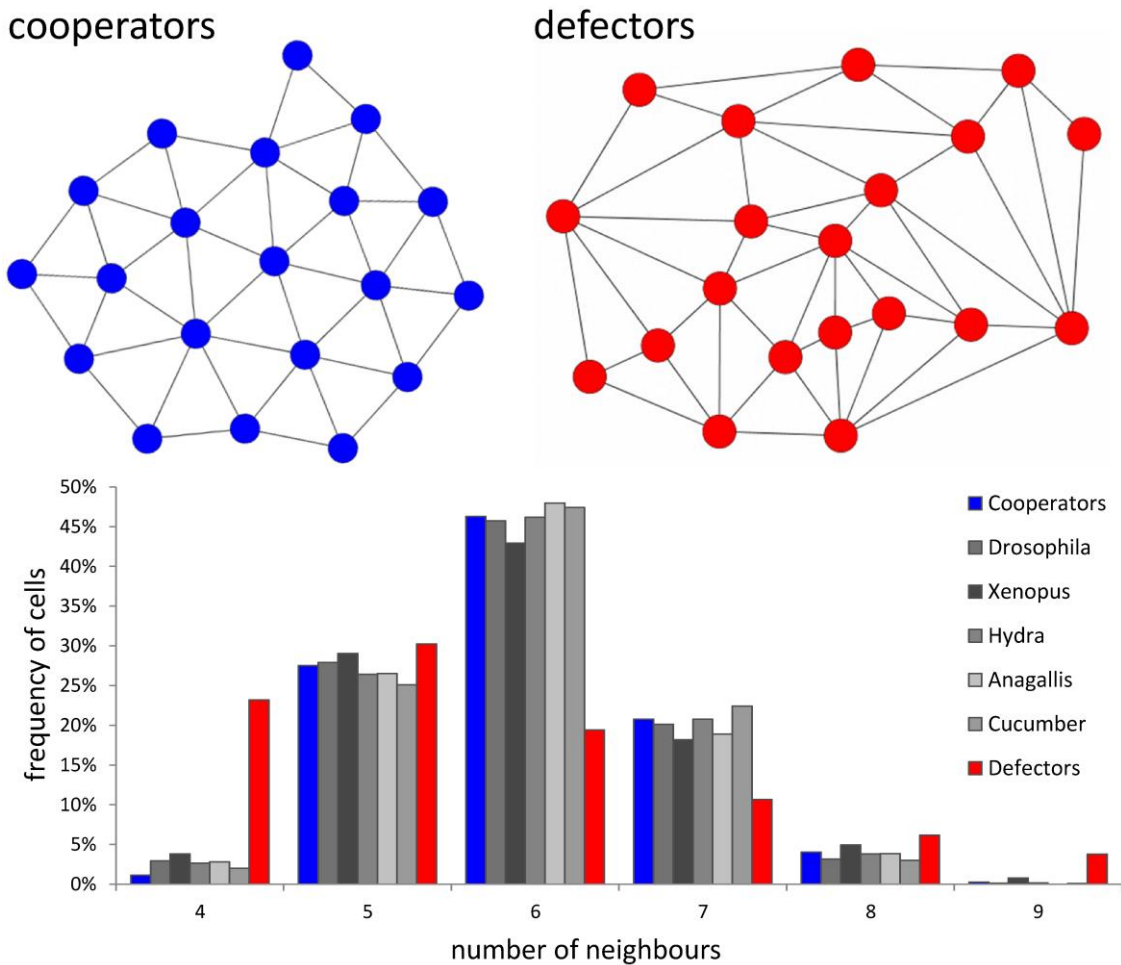 cooperators
defectors
50%
45%
40%
35%
30%
25%
20%
15%
10%
5%
0%
frequency of cells
4 5 6 7 8 9
number of neighbours
Cooperators
Drosophila
Xenopus
Hydra
Anagallis
Cucumber
Defectors